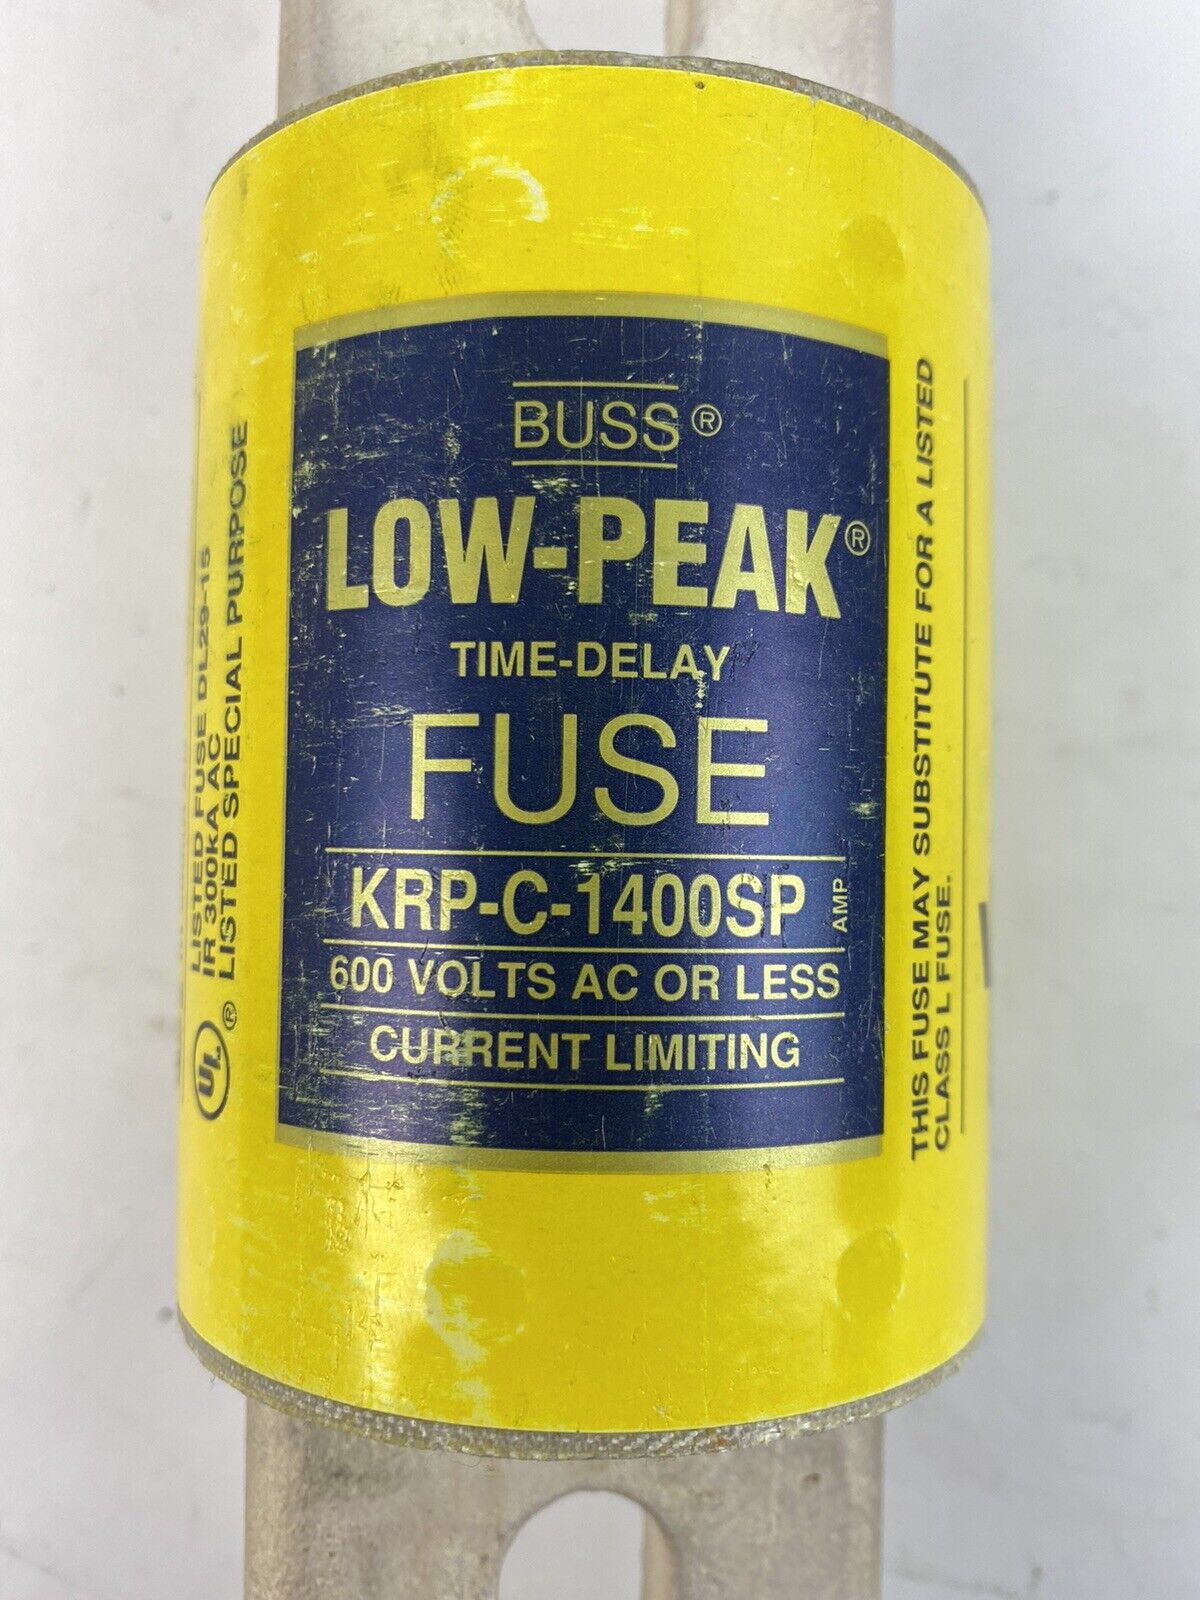 BUSS®
LOW-PEAK®
TIME-DELAY
FUSE
KRP-C-1400SP AMP
600 VOLTS AC OR LESS
CURRENT LIMITING
LISTED FUSE DL29-15
IR 300kA AC
UL® LISTED SPECIAL PURPOSE
THIS FUSE MAY SUBSTITUTE FOR A LISTED
CLASS L FUSE.